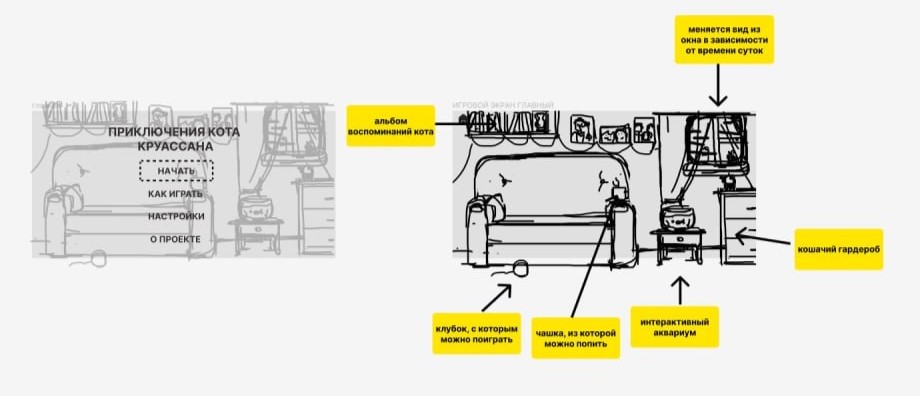 ПРИКЛЮЧЕНИЯ КОТА
КРУАССАНА
НАЧАТЬ
КАК ИГРАТЬ
НАСТРОЙКИ
О ПРОЕКТЕ
меняется вид из
окна в зависимости
от времени суток
ИГРОВОЙ ЭКРАН ГЛАВНЫЙ
альбом
воспоминаний кота
кошачий гардероб
клубок, с которым
можно поиграть
чашка, из которой
можно попить
интерактивный
аквариум